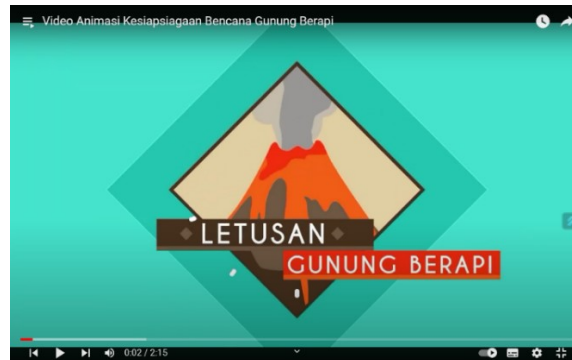 Video Animasi Kesiapsiagaan Bencana Gunung Berapi
LETUSAN
GUNUNG BERAPI
0:02 / 2:15